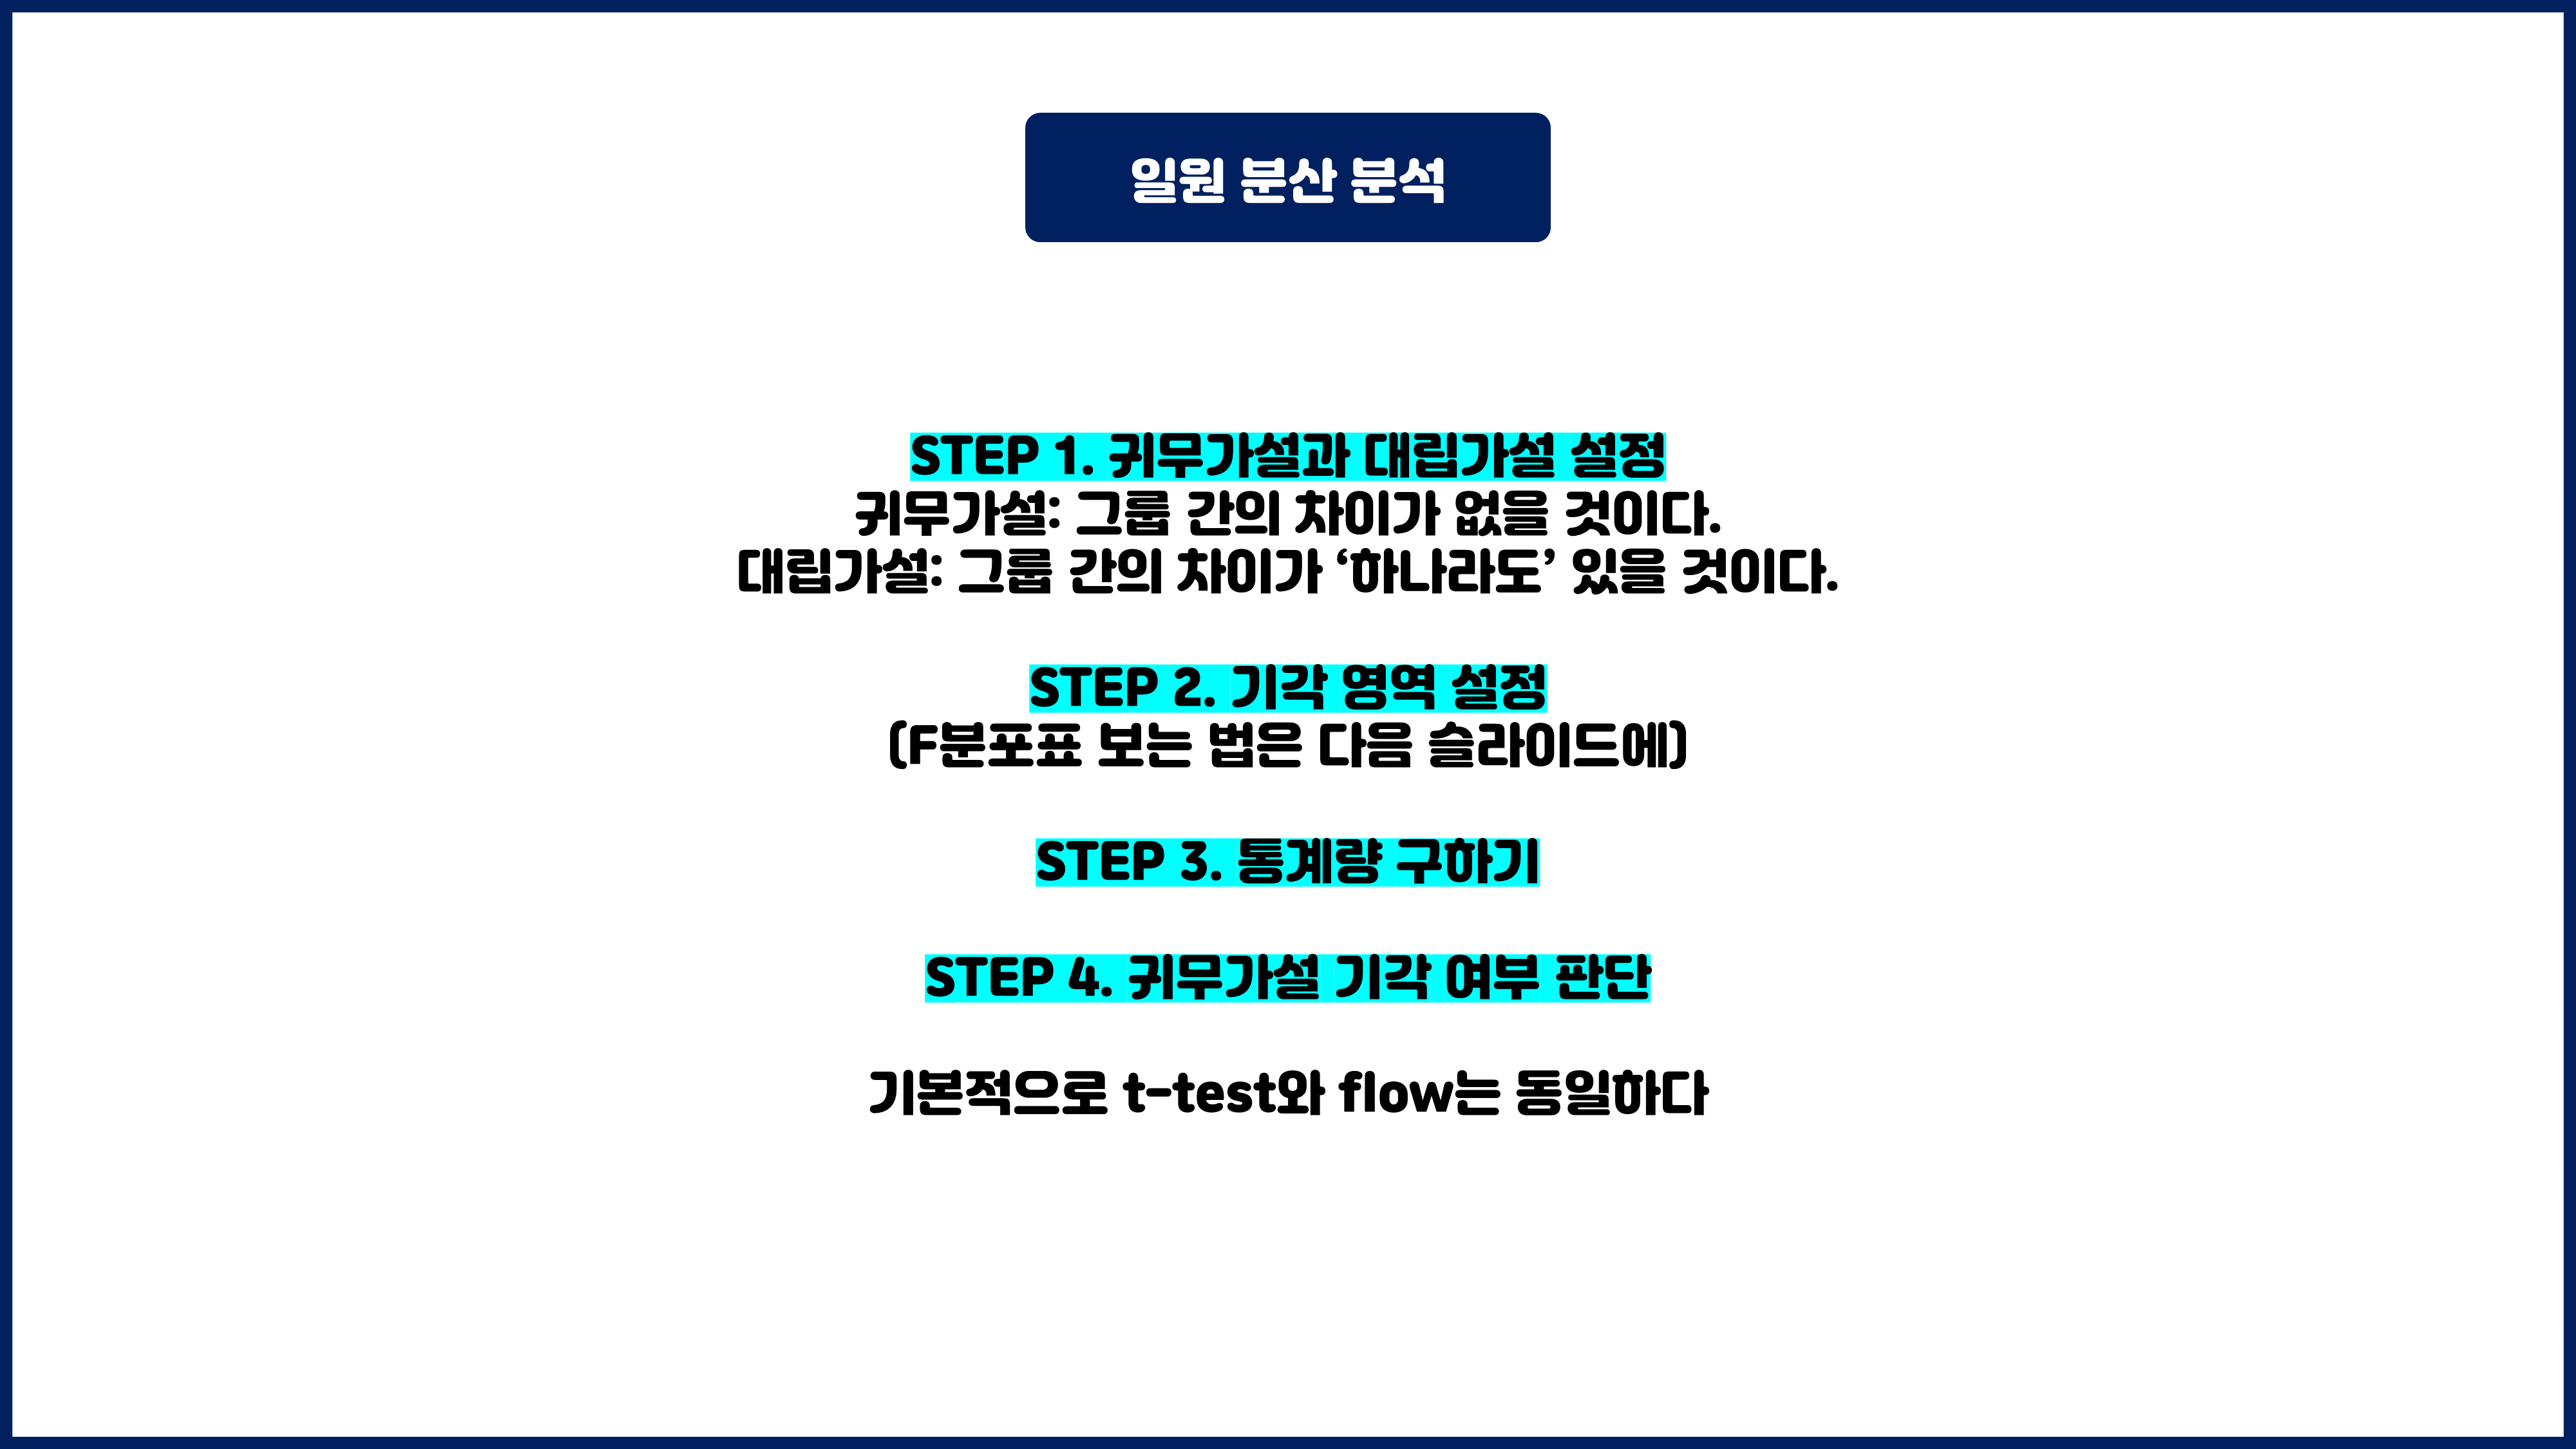 일원 분산 분석
STEP 1. 귀무가설과 대립가설 설정
귀무가설: 그룹 간의 차이가 없을 것이다.
대립가설: 그룹 간의 차이가 ‘하나라도’ 있을 것이다.
STEP 2. 기각 영역 설정
(F분포표 보는 법은 다음 슬라이드에)
STEP 3. 통계량 구하기
STEP 4. 귀무가설 기각 여부 판단
기본적으로 t-test와 flow는 동일하다